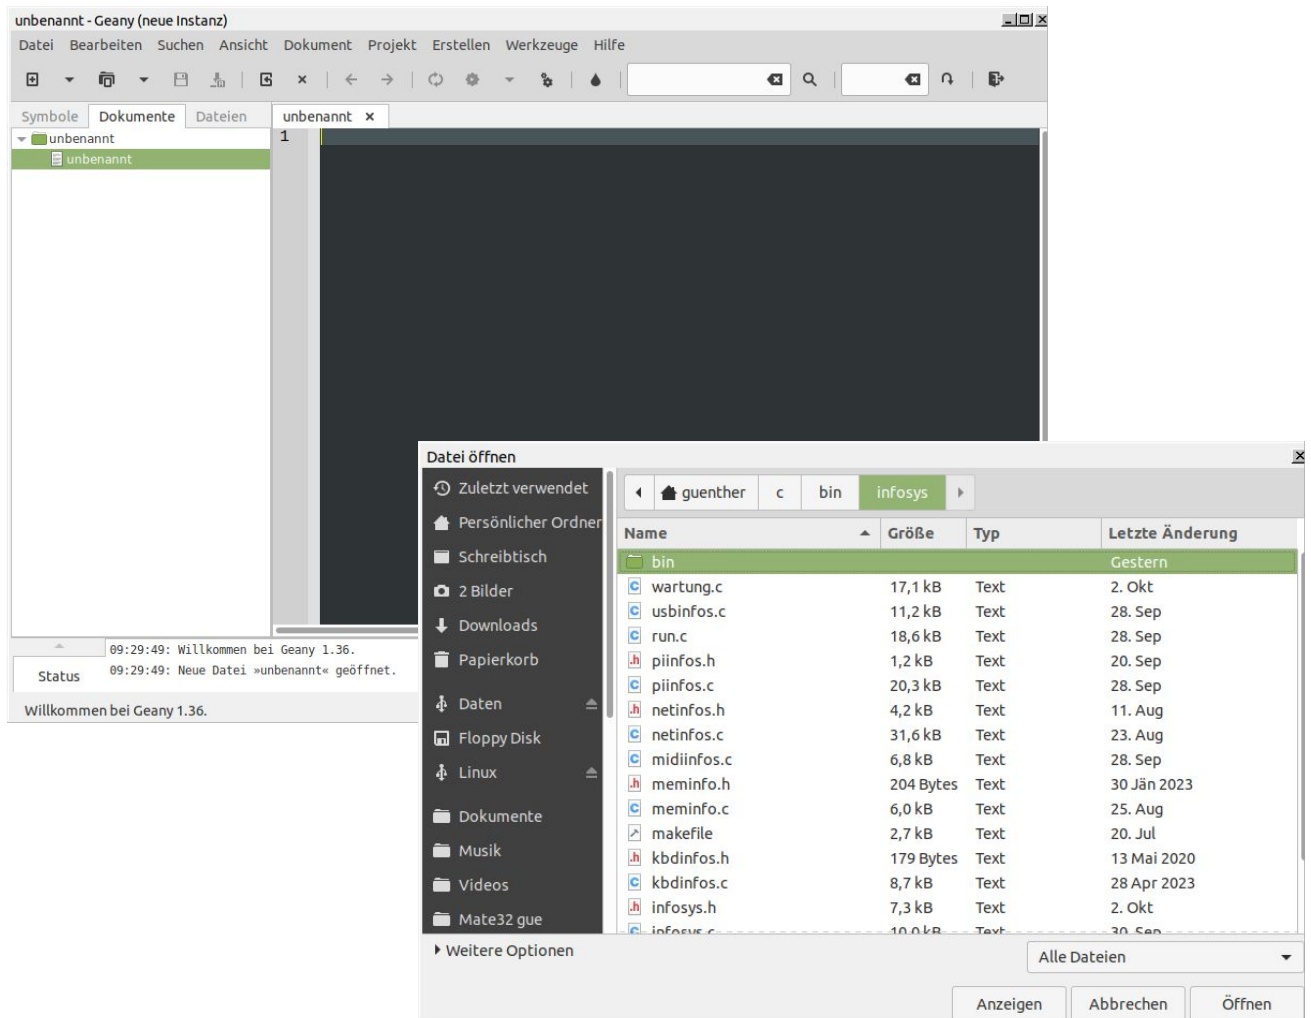 unbenannt - Geany (neue Instanz)
Datei Bearbeiten Suchen Ansicht Dokument Projekt Erstellen Werkzeuge Hilfe
Symbole Dokumente Dateien unbenannt
unbenannt
1
unbenannt
09:29:49: Willkommen bei Geany 1.36.
09:29:49: Neue Datei »unbenannt« geöffnet.
Status
Willkommen bei Geany 1.36.
Datei öffnen
Zuletzt verwendet
Persönlicher Ordner
Schreibtisch
2 Bilder
Downloads
Papierkorb
Daten
Floppy Disk
Linux
Dokumente
Musik
Videos
Mate32 gue
guenther c bin infosys
Name Größe Typ Letzte Änderung
bin Gestern
wartung.c 17,1 kB Text 2. Okt
usbinfos.c 11,2 kB Text 28. Sep
run.c 18,6 kB Text 28. Sep
piinfos.h 1,2 kB Text 20. Sep
piinfos.c 20,3 kB Text 28. Sep
netinfos.h 4,2 kB Text 11. Aug
netinfos.c 31,6 kB Text 23. Aug
midiinfos.c 6,8 kB Text 28. Sep
meminfo.h 204 Bytes Text 30 Jän 2023
meminfo.c 6,0 kB Text 25. Aug
makefile 2,7 kB Text 20. Jul
kbdinfos.h 179 Bytes Text 13 Mai 2020
kbdinfos.c 8,7 kB Text 28 Apr 2023
infosys.h 7,3 kB Text 2. Okt
infosys.c 10,0 kB Text 30. Sep
Weitere Optionen
Alle Dateien
Anzeigen Abbrechen Öffnen